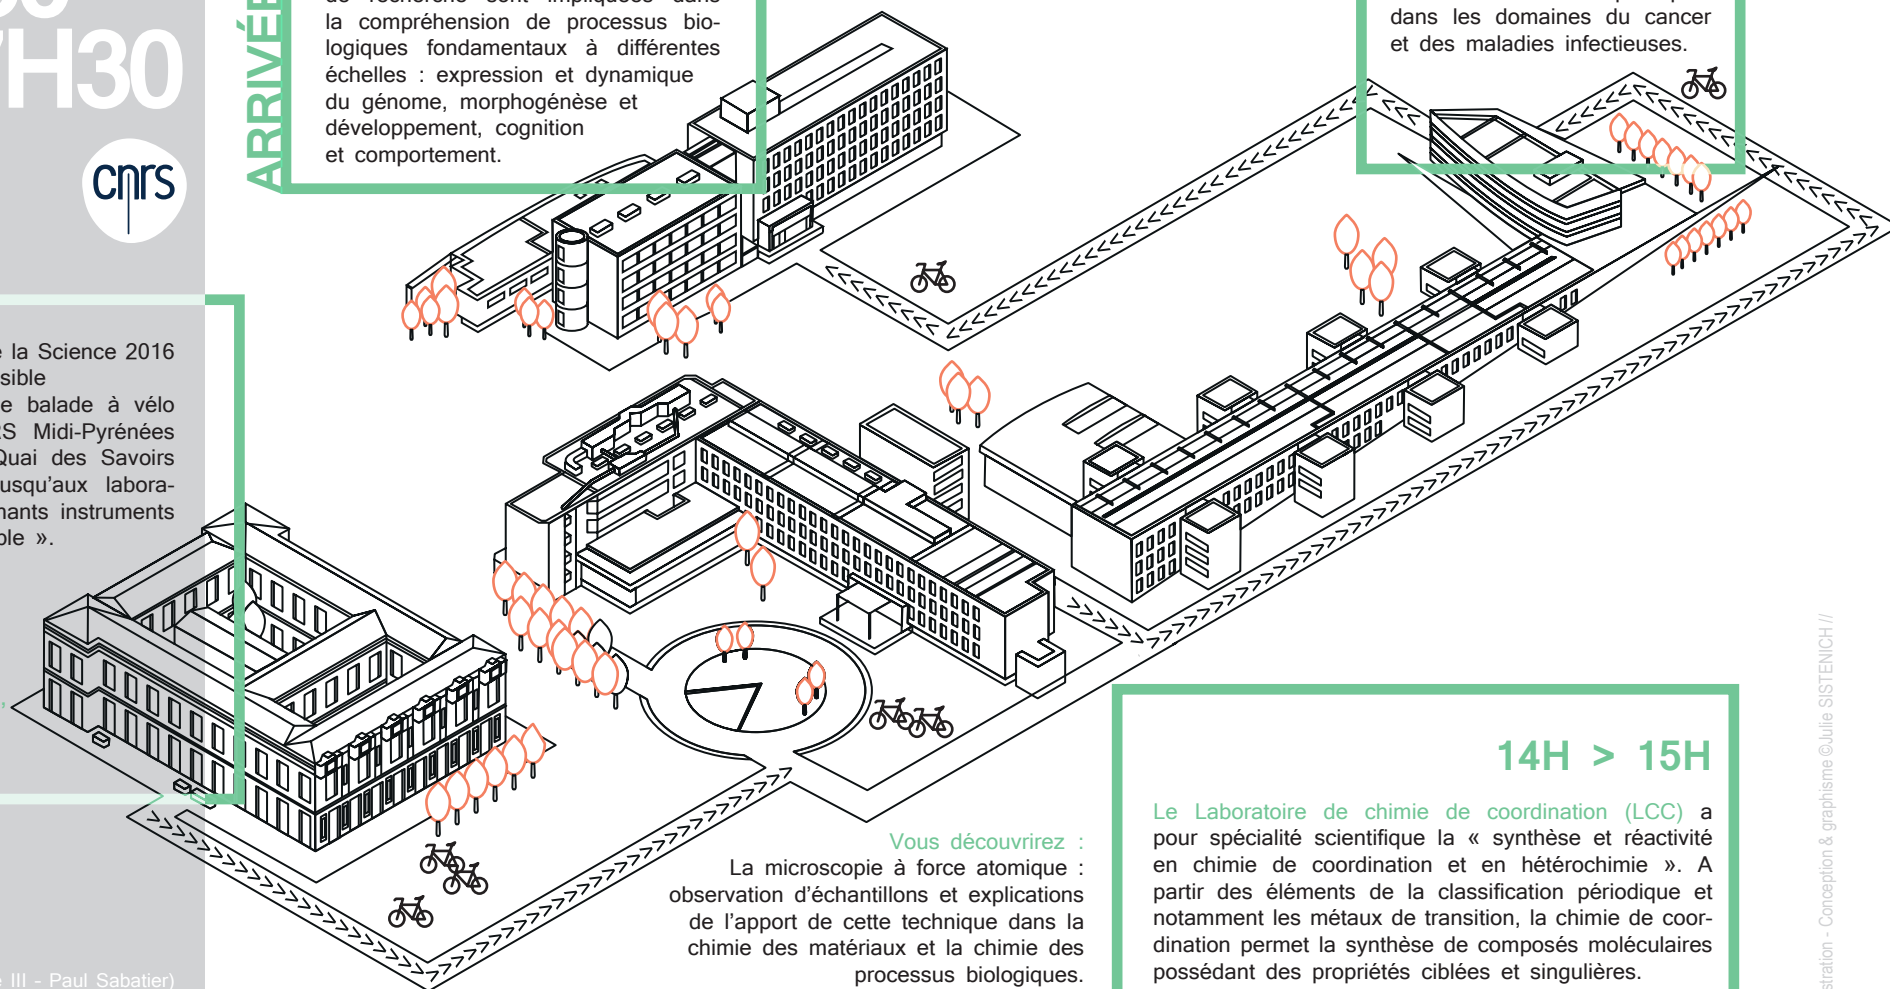 7H30
cnrs
la Science 2016
balade à vélo
Midi-Pyrénées
Quai des Savoirs
jusqu'aux labora-
instruments
».
III - Paul Sabatier)
ARRIVÉE
de recherche sont impliquées dans
la compréhension de processus bio-
logiques fondamentaux à différentes
échelles : expression et dynamique
du génome, morphogénèse et
développement, cognition
et comportement.
dans les domaines du cancer
et des maladies infectieuses.
Vous découvrirez :
La microscopie à force atomique :
observation d'échantillons et explications
de l'apport de cette technique dans la
chimie des matériaux et la chimie des
processus biologiques.
14H > 15H
Le Laboratoire de chimie de coordination (LCC) a
pour spécialité scientifique la « synthèse et réactivité
en chimie de coordination et en hétérochimie ». A
partir des éléments de la classification périodique et
notamment les métaux de transition, la chimie de coor-
dination permet la synthèse de composés moléculaires
possédant des propriétés ciblées et singulières.
- Conception & graphisme ©Julie SISTENICH //